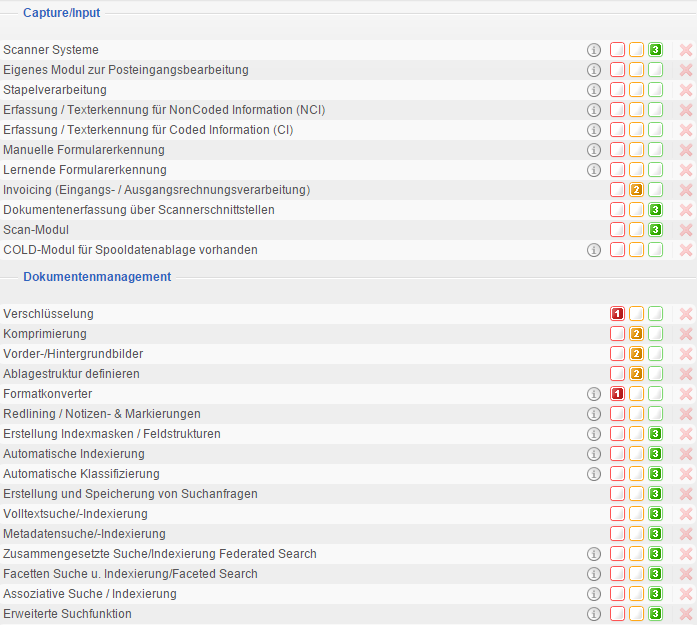 Capture/Input
Scanner Systeme 3
Eigenes Modul zur Posteingangsbearbeitung
Stapelverarbeitung
Erfassung / Texterkennung für NonCoded Information (NCI)
Erfassung / Texterkennung für Coded Information (CI)
Manuelle Formularerkennung
Lernende Formularerkennung
Invoicing (Eingangs- / Ausgangsrechnungsverarbeitung) 2
Dokumentenerfassung über Scannerschnittstellen 3
Scan-Modul 3
COLD-Modul für Spooldatenablage vorhanden
Dokumentenmanagement
Verschlüsselung 1
Komprimierung 2
Vorder-/Hintergrundbilder 2
Ablagestruktur definieren 2
Formatkonverter 1
Redlining / Notizen- & Markierungen
Erstellung Indexmasken / Feldstrukturen 3
Automatische Indexierung 3
Automatische Klassifizierung 3
Erstellung und Speicherung von Suchanfragen 3
Volltextsuche/-Indexierung 3
Metadatensuche/-Indexierung 3
Zusammengesetzte Suche/Indexierung Federated Search 3
Facetten Suche u. Indexierung/Faceted Search 3
Assoziative Suche / Indexierung 3
Erweiterte Suchfunktion 3